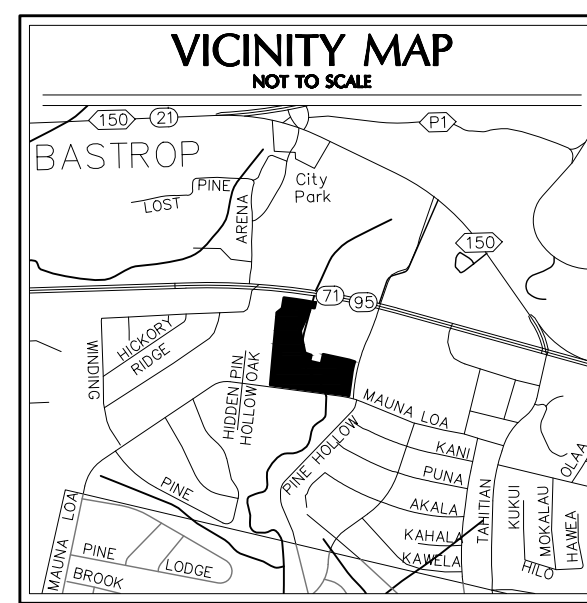 VICINITY MAP
NOT TO SCALE
150
21
P1
BASTROP
City
Park
PINE
LOST
ARENA
150
71
95
HICKORY
RIDGE
WINDING
HIDDEN PIN
HOLLOW OAK
MAUNA LOA
PINE HOLLOW
KANI
PUNA
AKALA
KAHALA
KAWELA
TAHITIAN
KUKUI
MOKALAU
HAWEA
OLAA
HILO
PINE
MAUNA LOA
PINE
LODGE
BROOK